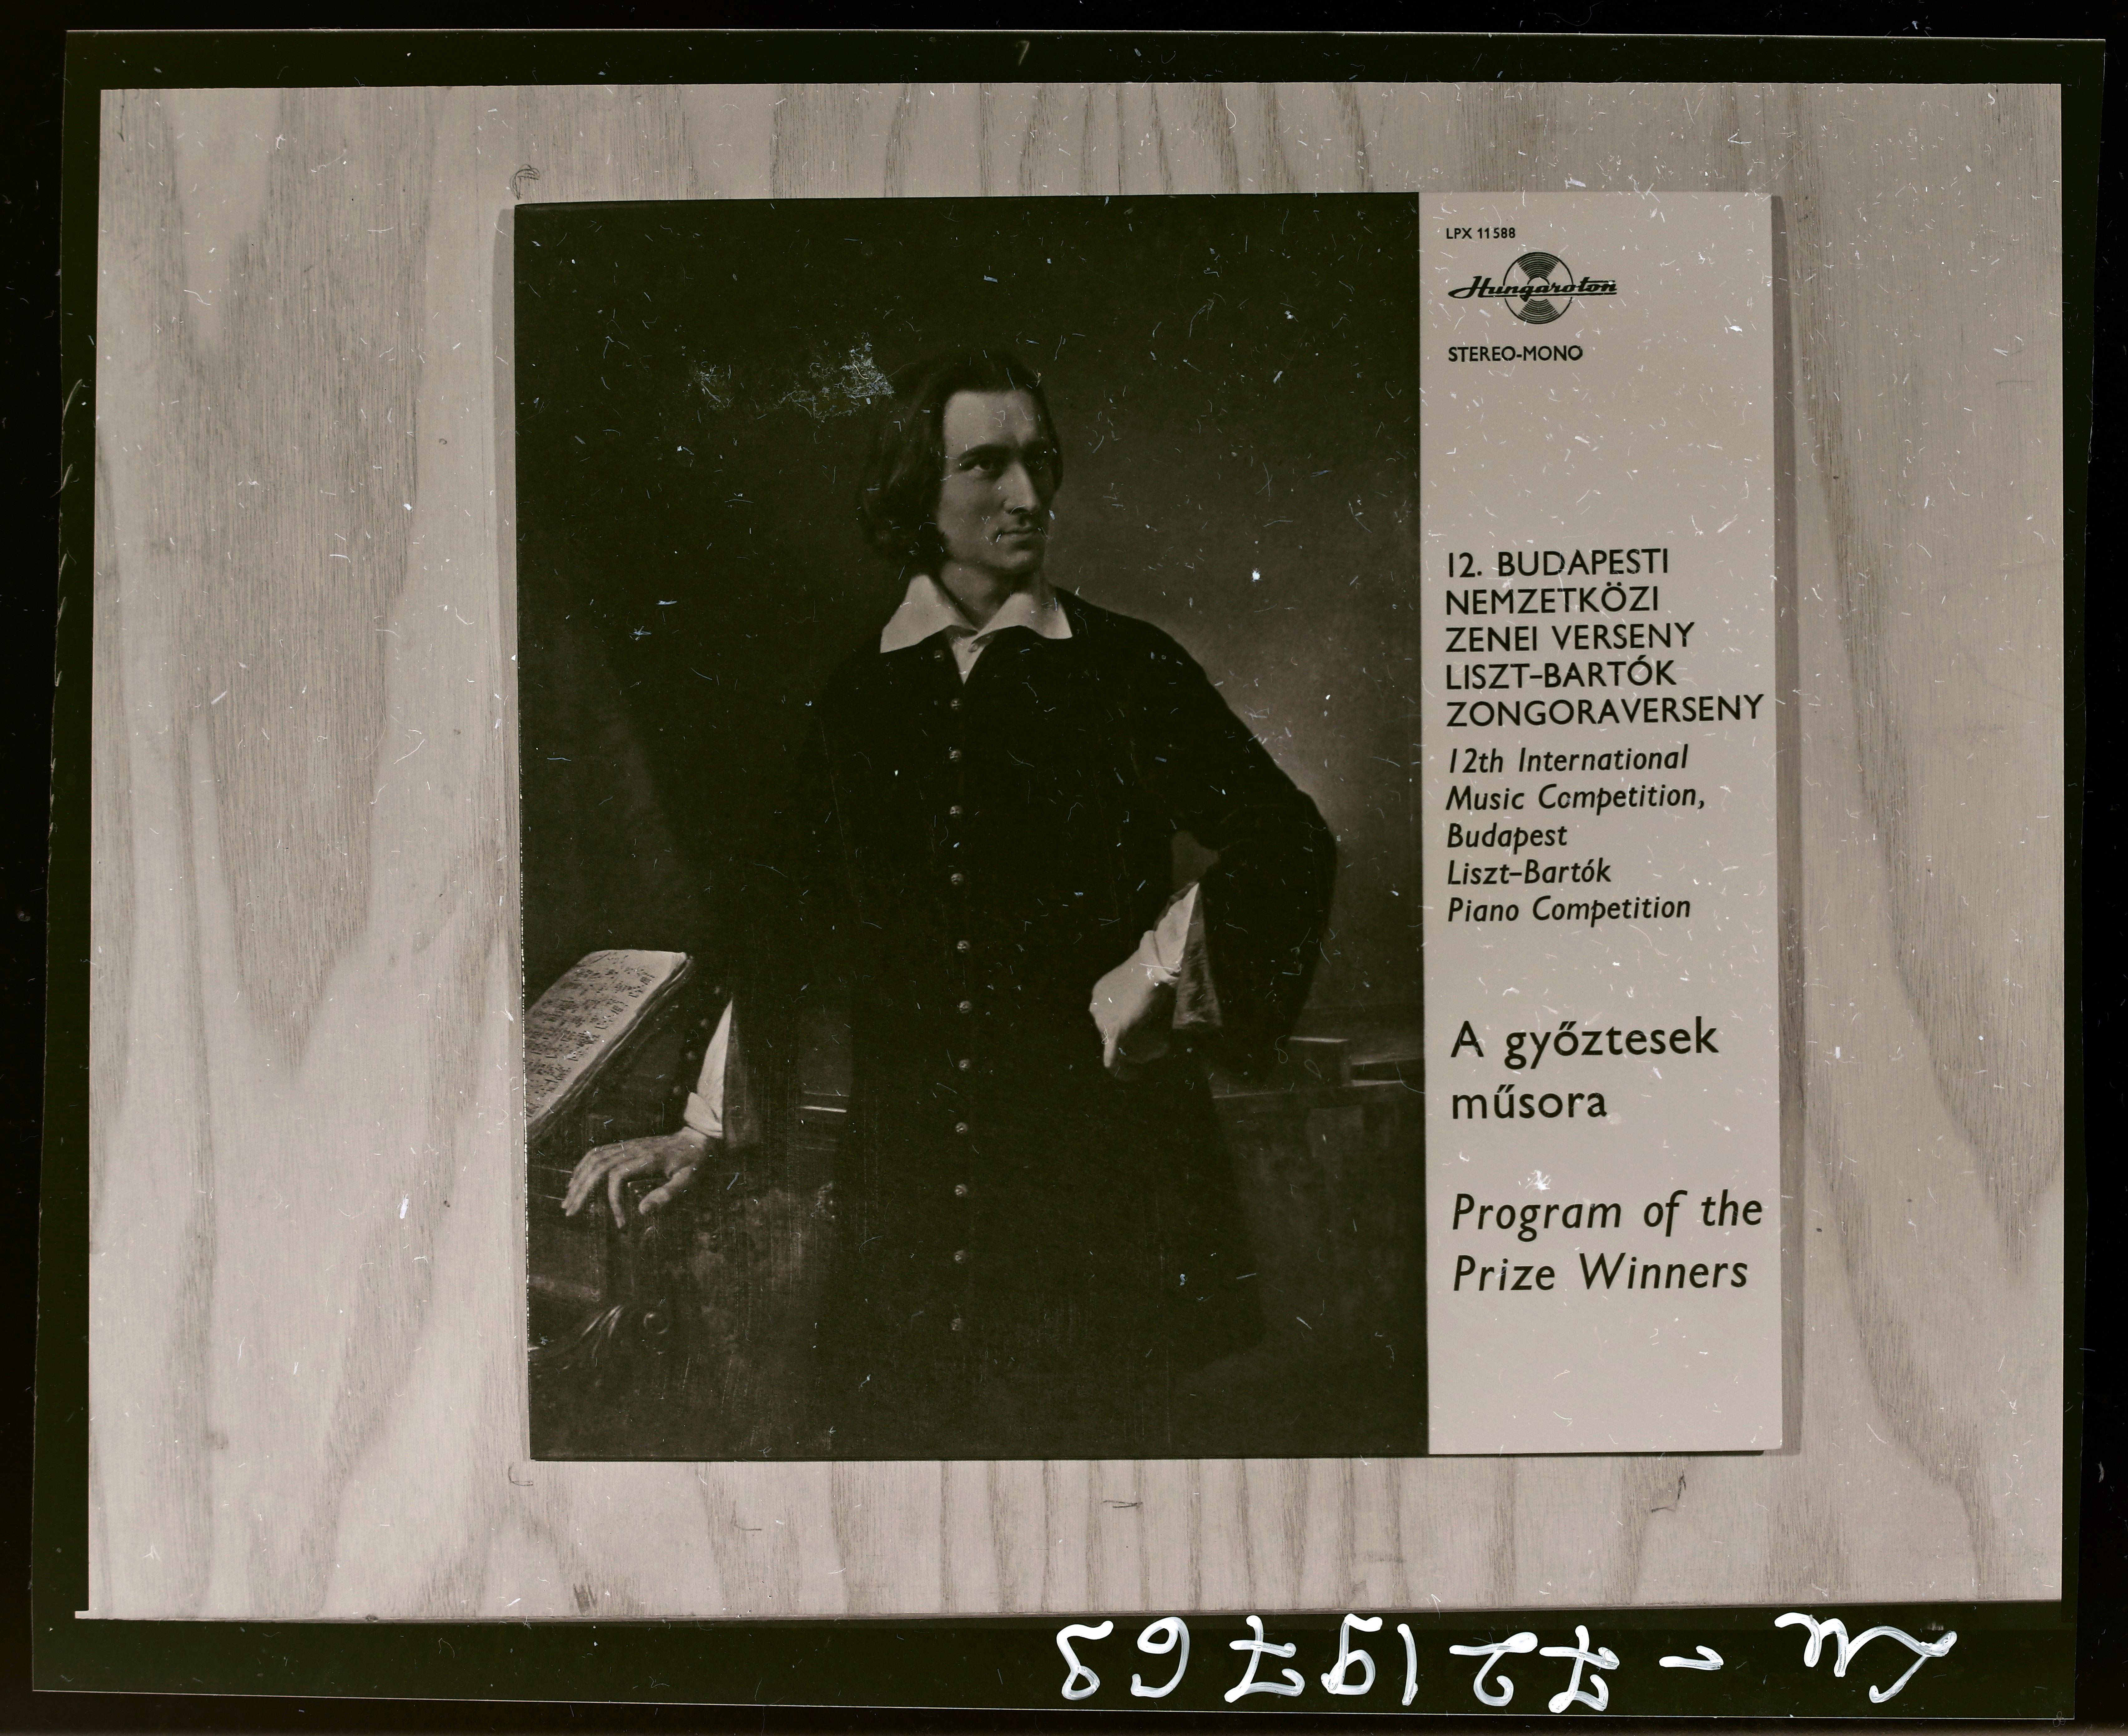 LPX 11588
Hungaroton
STEREO-MONO
12. BUDAPESTI
NEMZETKÖZI
ZENEI VERSENY
LISZT-BARTÓK
ZONGORAVERSENY
12th International
Music Competition,
Budapest
Liszt-Bartók
Piano Competition
A győztesek
műsora
Program of the
Prize Winners